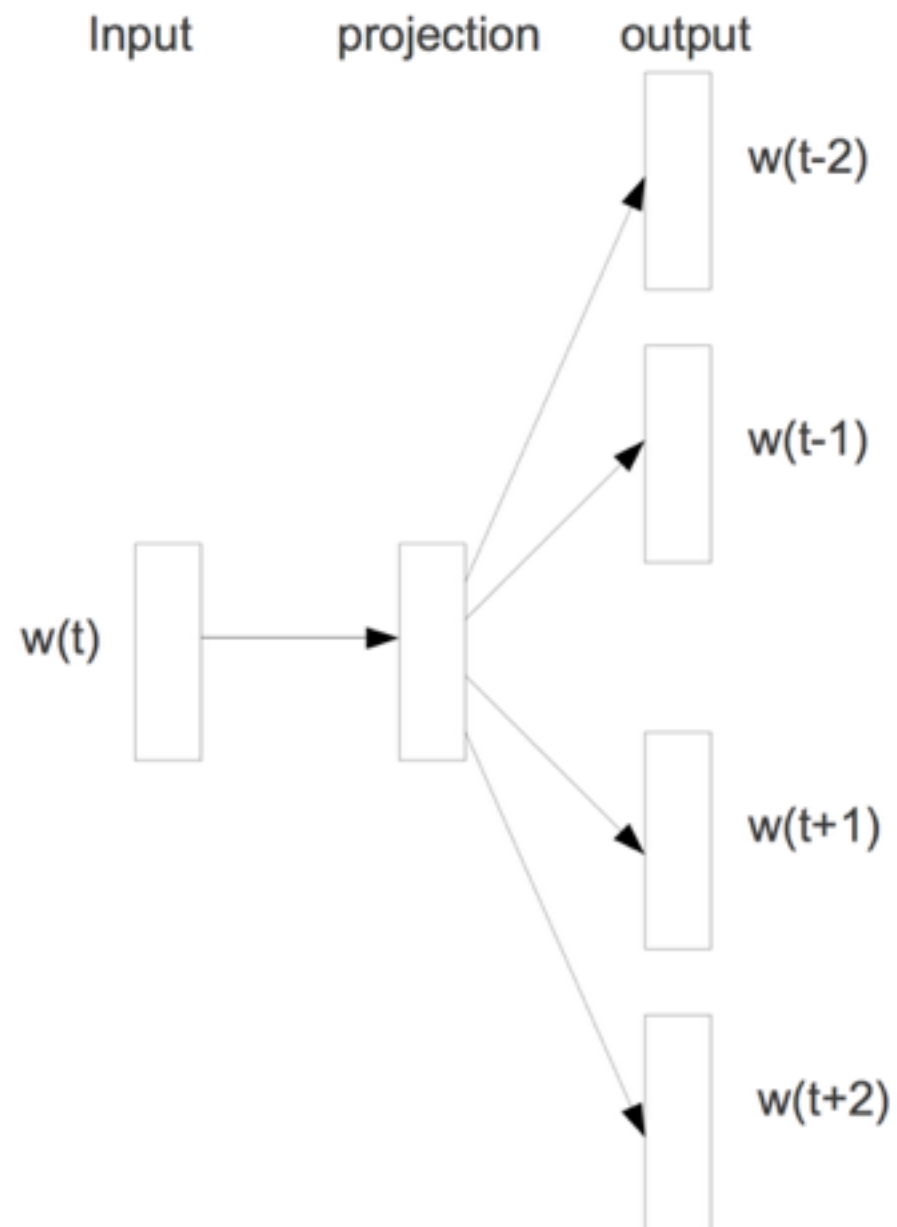 Input projection output
w(t-2)
w(t-1)
w(t)
w(t+1)
w(t+2)